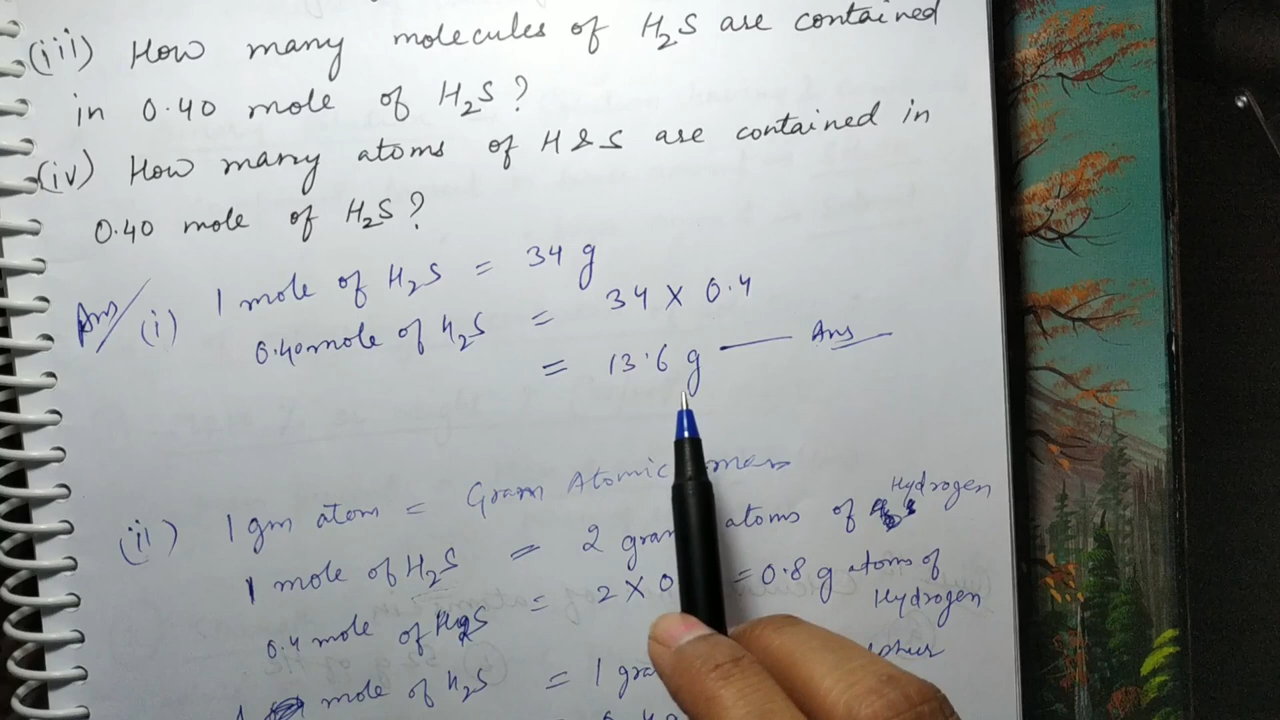 (iii) How many molecules of H₂S are contained
in 0.40 mole of H₂S?
(iv) How many atoms of H & S are contained in
0.40 mole of H₂S?
Ans/ (i) 1 mole of H₂S = 34 g
0.40 mole of H₂S = 34 X 0.4
= 13.6 g — Ans
(ii) 1 gm atom = Gram Atomic mass
1 mole of H₂S = 2 gram atoms of Hydrogen
0.4 mole of H₂S = 2 X 0 = 0.8 g atoms of
Hydrogen
mole of H₂S = 1